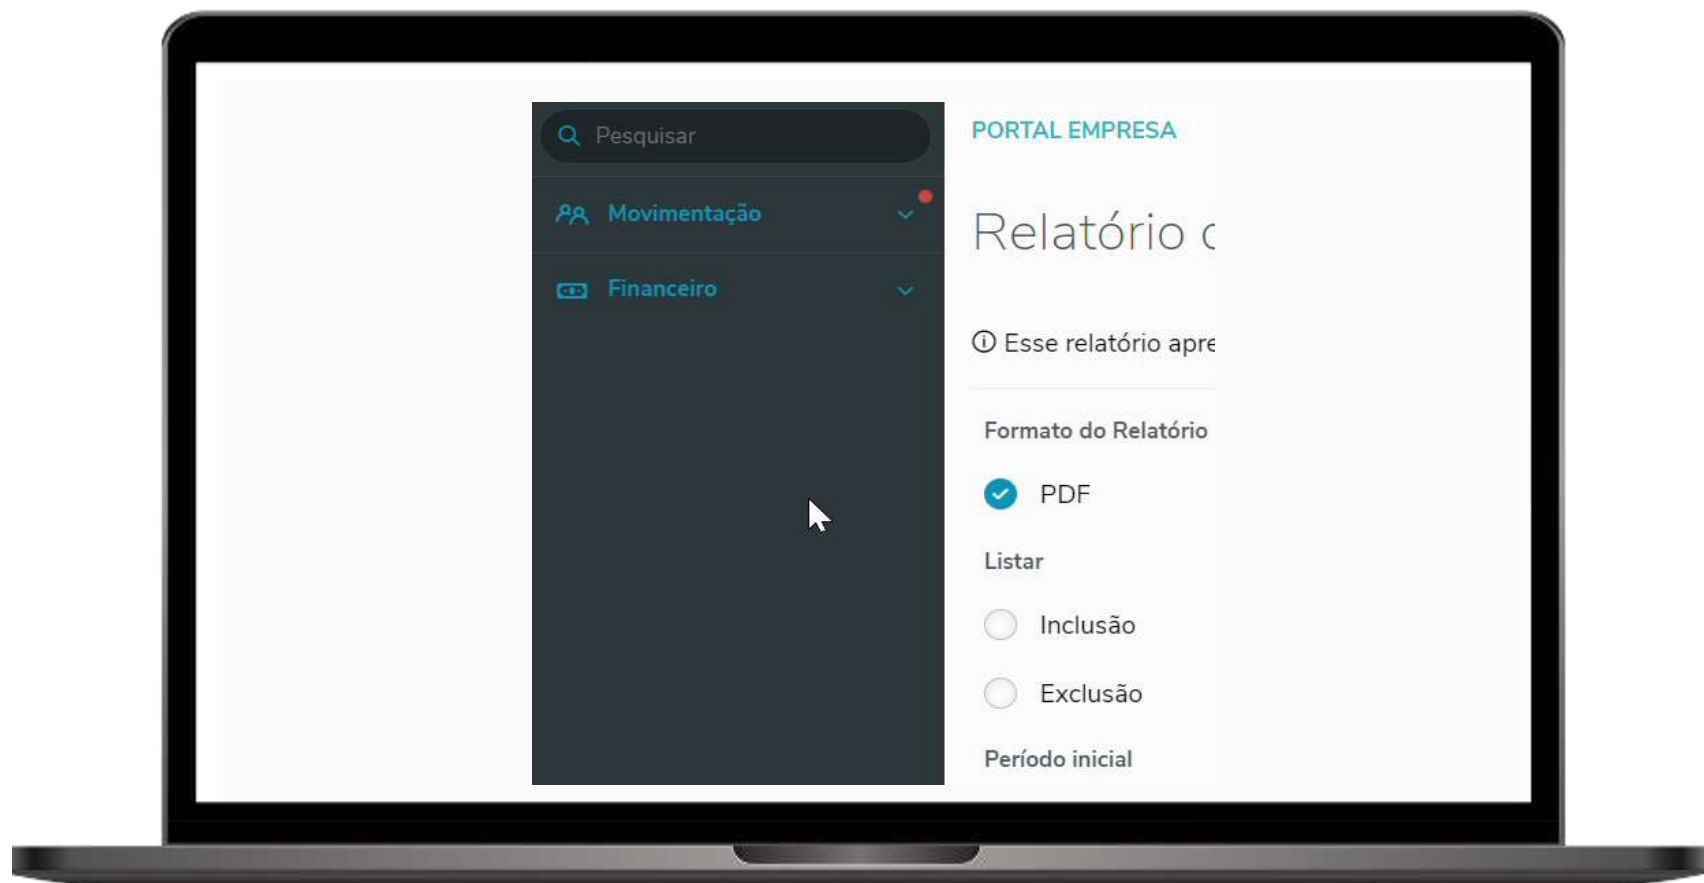 Pesquisar
Movimentação
Financeiro
PORTAL EMPRESA
Relatório
Esse relatório
Formato do Relatório
PDF
Listar
Inclusão
Exclusão
Período inicial